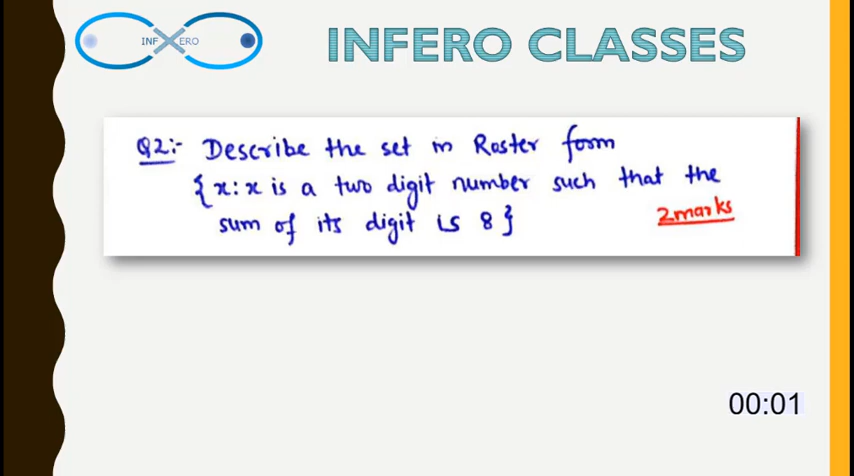 INFERO
INFERO CLASSES
Q2:- Describe the set in Roster form
{x: x is a two digit number such that the
sum of its digit is 8}
2marks
00:01